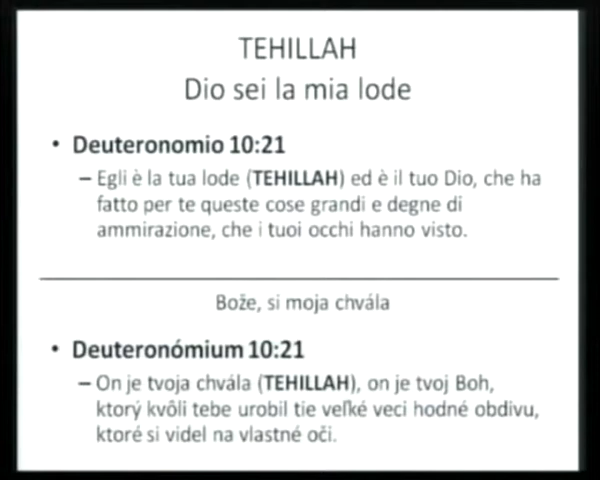 TEHILLAH
Dio sei la mia lode
• Deuteronomio 10:21
– Egli è la tua lode (TEHILLAH) ed è il tuo Dio, che ha
fatto per te queste cose grandi e degne di
ammirazione, che i tuoi occhi hanno visto.
Bože, si moja chvála
• Deuteronómium 10:21
– On je tvoja chvála (TEHILLAH), on je tvoj Boh,
ktorý kvôli tebe urobil tie veľké veci hodné obdivu,
ktoré si videl na vlastné oči.